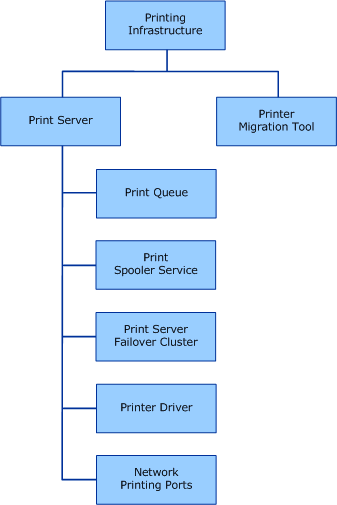 Printing
Infrastructure
Print Server
Printer
Migration Tool
Print Queue
Print
Spooler Service
Print Server
Failover Cluster
Printer Driver
Network
Printing Ports